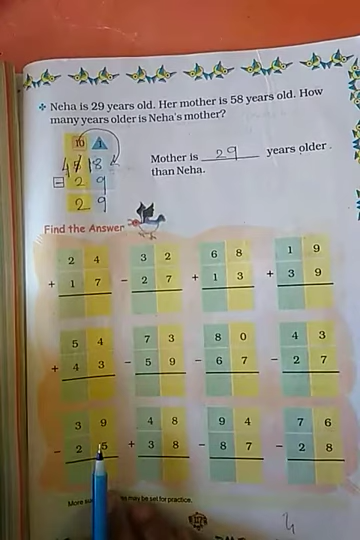 ❖ Neha is 29 years old. Her mother is 58 years old. How
many years older is Neha's mother?
10 1
4 5 18
- 2 9
2 9
Mother is 29 years older
than Neha.
Find the Answer
2 4 3 2 6 8 1 9
+ 1 7 - 2 7 + 1 3 + 3 9
5 4 7 3 8 0 4 3
+ 4 3 - 5 9 - 6 7 - 2 7
3 9 4 8 9 4 7 6
- 2 5 + 3 8 - 8 7 - 2 8
More may be set for practice.